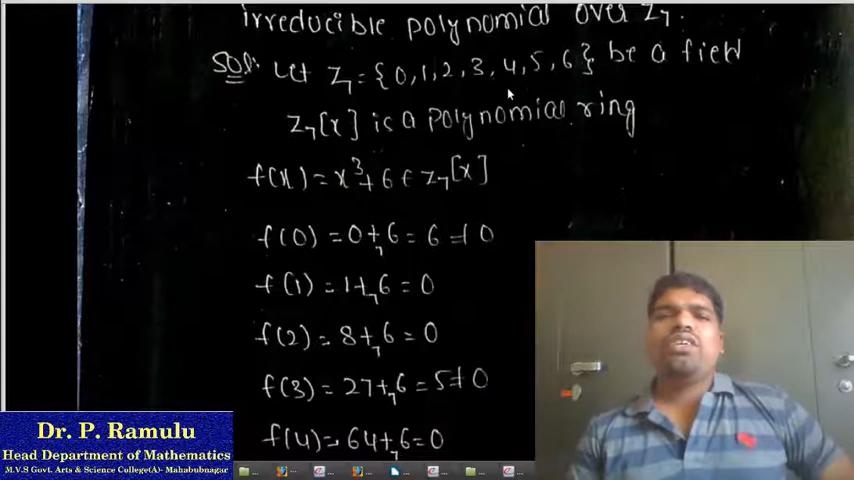 irreducible polynomial over Z₇.
Sol: Let Z₇ = {0,1,2,3,4,5,6} be a field
Z₇[x] is a polynomial ring
f(x) = x³+6 ∈ Z₇[x]
f(0) = 0+₇6 = 6 ≠ 0
f(1) = 1+₇6 = 0
f(2) = 8+₇6 = 0
f(3) = 27+₇6 = 5 ≠ 0
f(4) = 64+₇6 = 0
Dr. P. Ramulu
Head Department of Mathematics
M.V.S Govt. Arts & Science College(A)- Mahabubnagar